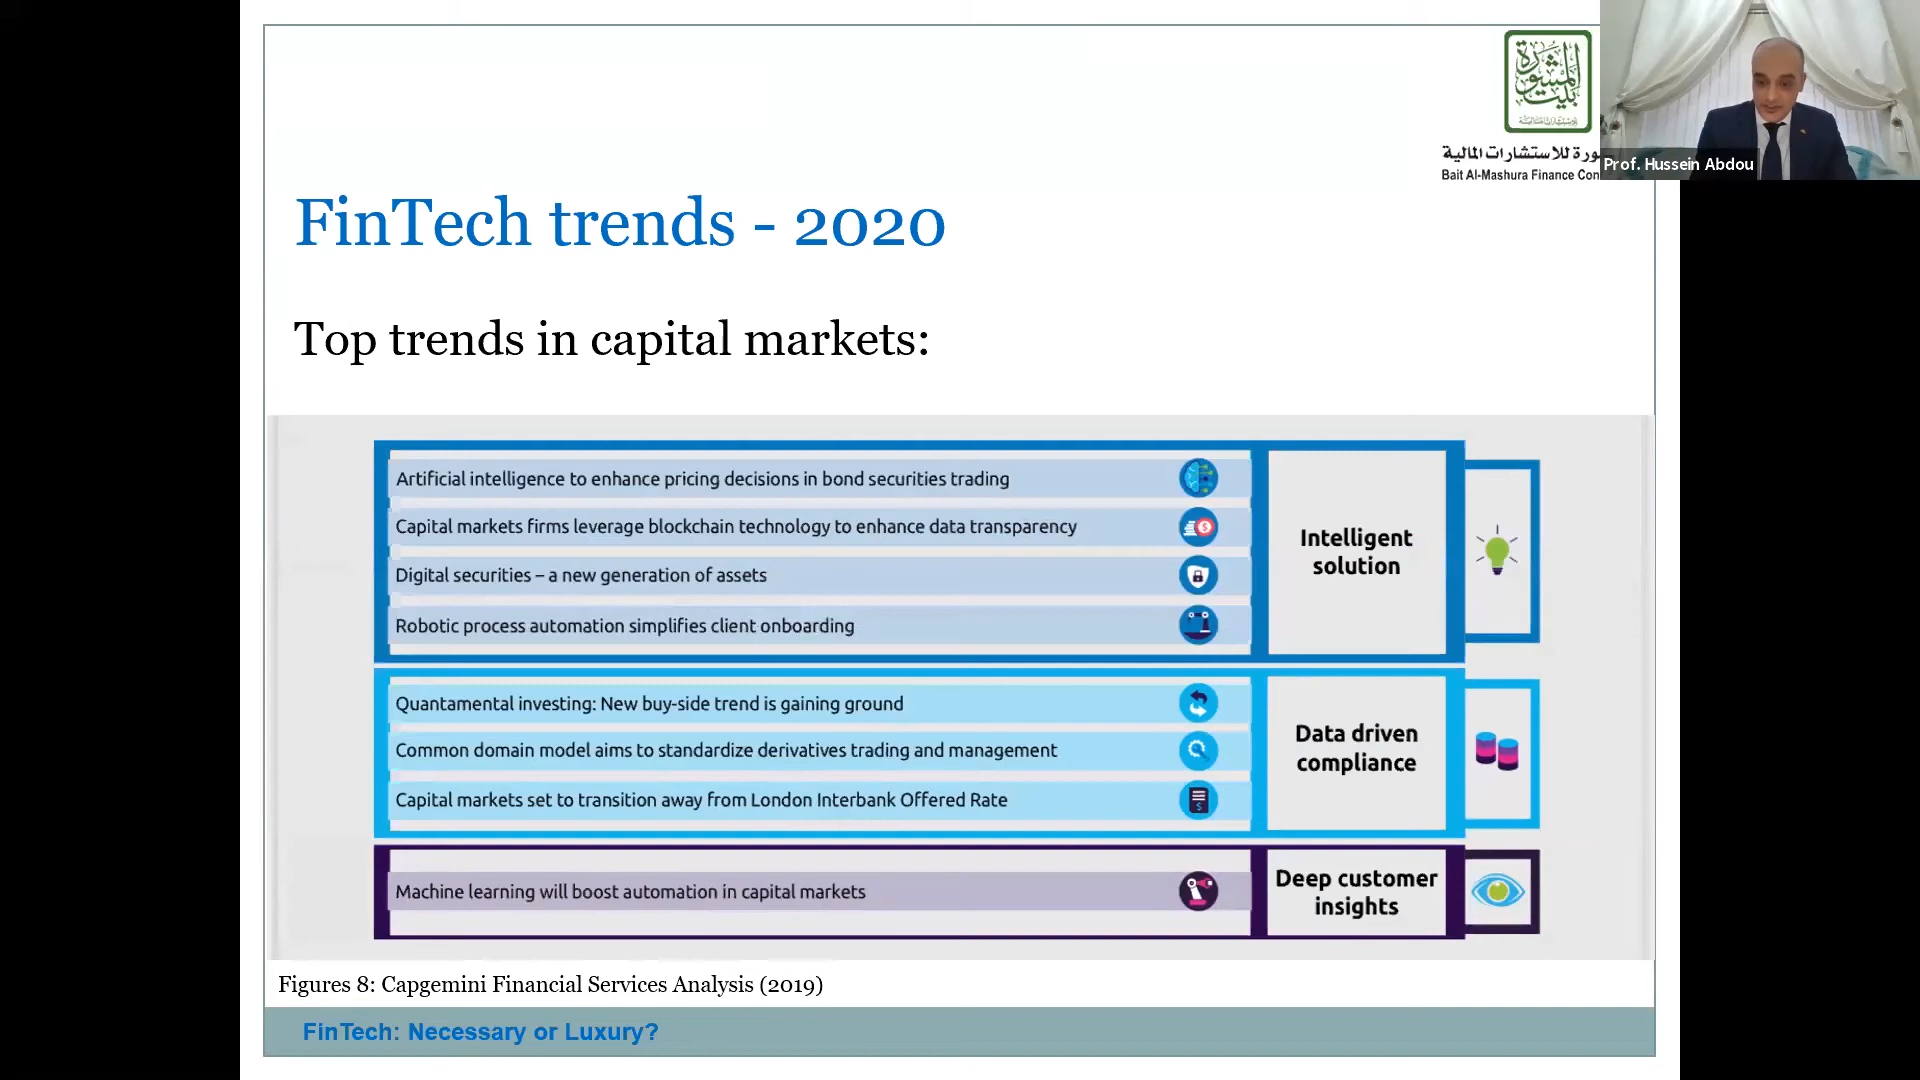 المشورة
بيت
للاستشارات المالية
Bait Al-Mashura Finance Con
Prof. Hussein Abdou
FinTech trends - 2020
Top trends in capital markets:
Artificial intelligence to enhance pricing decisions in bond securities trading
Capital markets firms leverage blockchain technology to enhance data transparency
Digital securities – a new generation of assets
Robotic process automation simplifies client onboarding
Intelligent
solution
Quantamental investing: New buy-side trend is gaining ground
Common domain model aims to standardize derivatives trading and management
Capital markets set to transition away from London Interbank Offered Rate
Data driven
compliance
Machine learning will boost automation in capital markets
Deep customer
insights
Figures 8: Capgemini Financial Services Analysis (2019)
FinTech: Necessary or Luxury?